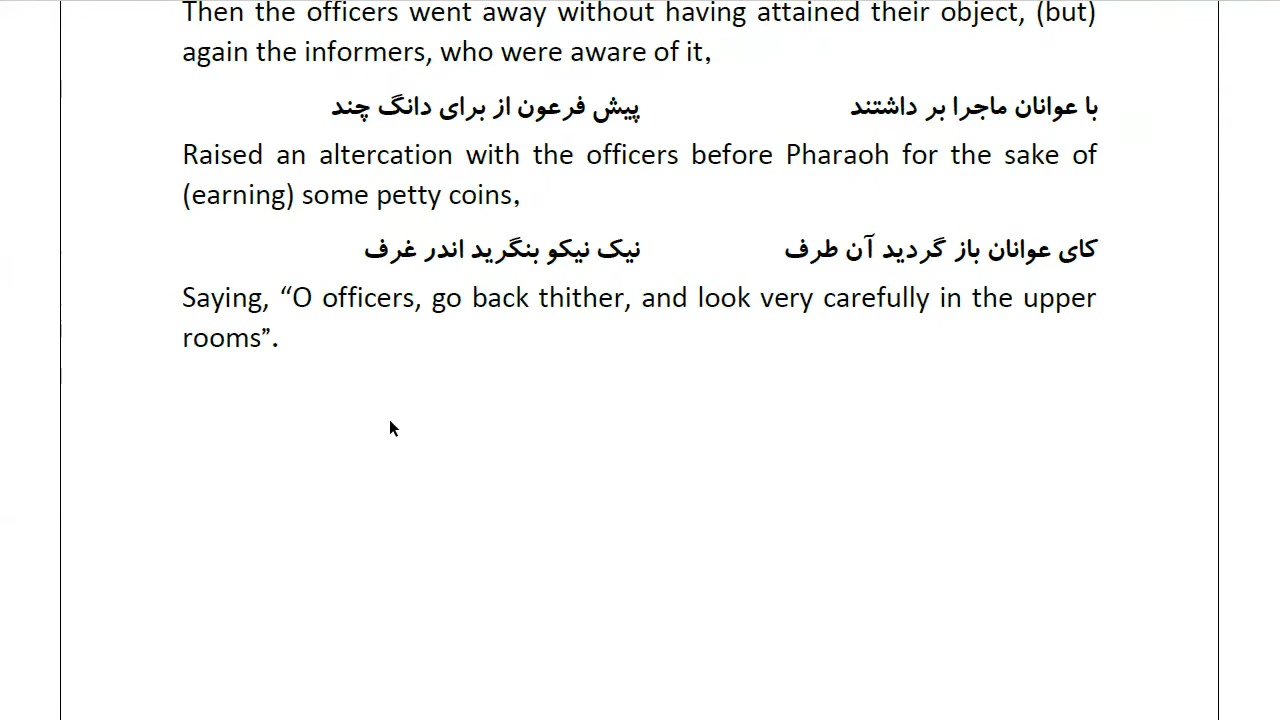 Then the officers went away without having attained their object, (but)
again the informers, who were aware of it,
با عوانان ماجرا بر داشتند پیش فرعون از برای دانگ چند
Raised an altercation with the officers before Pharaoh for the sake of
(earning) some petty coins,
کای عوانان باز گردید آن طرف نیک نیکو بنگرید اندر غرف
Saying, “O officers, go back thither, and look very carefully in the upper
rooms”.